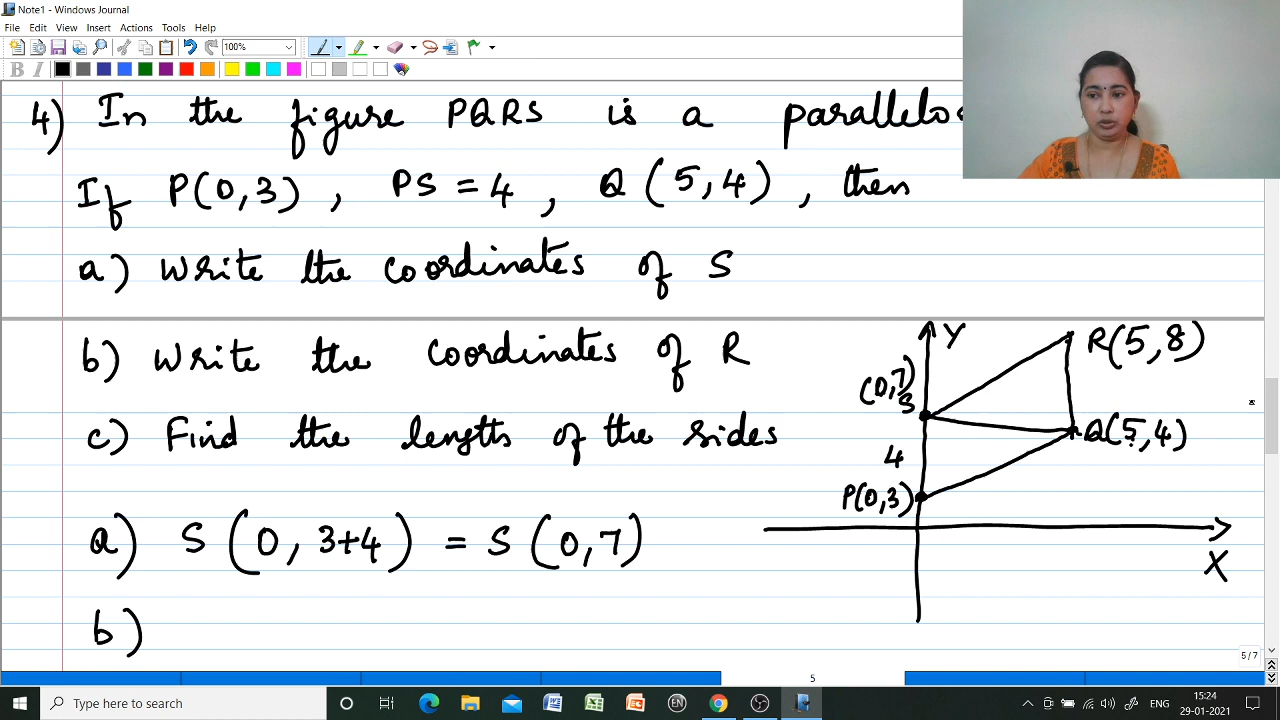 Note1 - Windows Journal
File Edit View Insert Actions Tools Help
100%
B I
4) In the figure PQRS is a
If P(0,3), PS = 4, Q(5,4), then
a) Write the coordinates of S
b) Write the coordinates of R
c) Find the lengths of the sides
a) S(0, 3+4) = S(0,7)
b)
Y
R(5,8)
(0,7)
S
Q(5,4)
4
P(0,3)
X
5/7
5
Type here to search
EN
ENG
15:24
29-01-2021